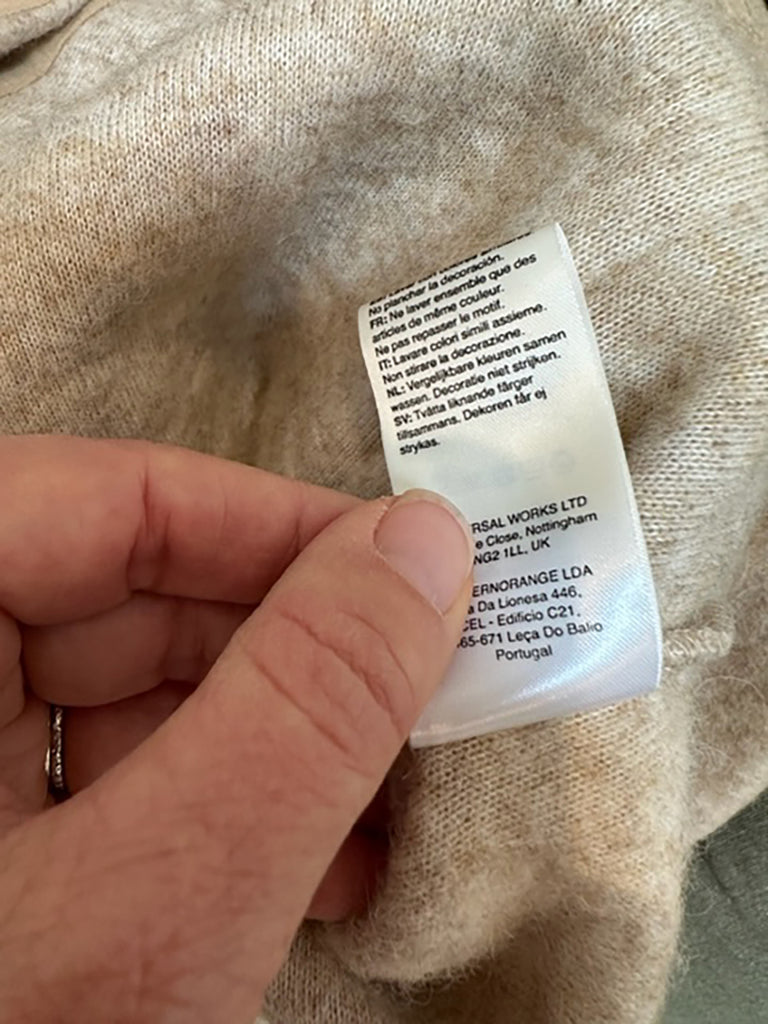 No planchar la decoración.
FR: Ne laver ensemble que des
articles de même couleur.
Ne pas repasser le motif.
IT: Lavare colori simili assieme.
Non stirare la decorazione.
NL: Vergelijkbare kleuren samen
wassen. Decoratie niet strijken.
SV: Tvätta liknande färger
tillsammans. Dekoren får ej
strykas.
RSAL WORKS LTD
e Close, Nottingham
NG2 1LL, UK
ERNORANGE LDA
a Da Lionesa 446,
CEL - Edifício C21,
65-671 Leça Do Balio
Portugal